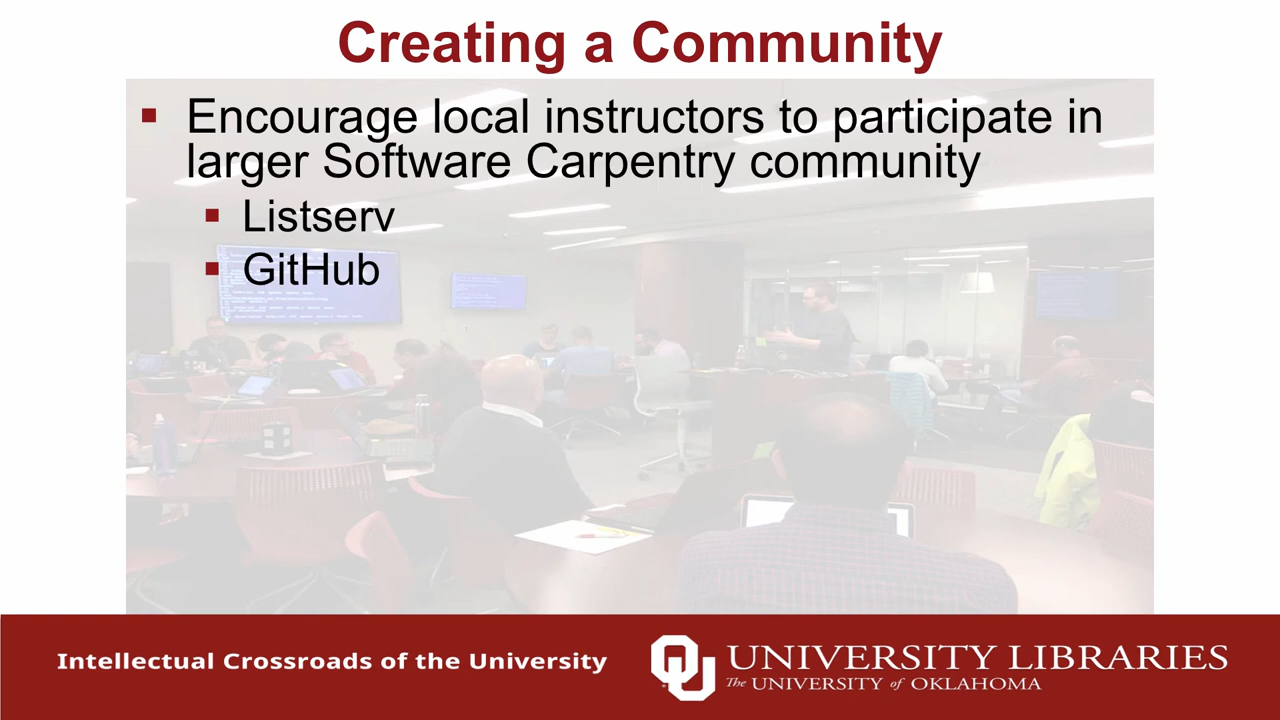 Creating a Community
▪ Encourage local instructors to participate in
larger Software Carpentry community
▪ Listserv
▪ GitHub
Intellectual Crossroads of the University
OU
UNIVERSITY LIBRARIES
The UNIVERSITY of OKLAHOMA